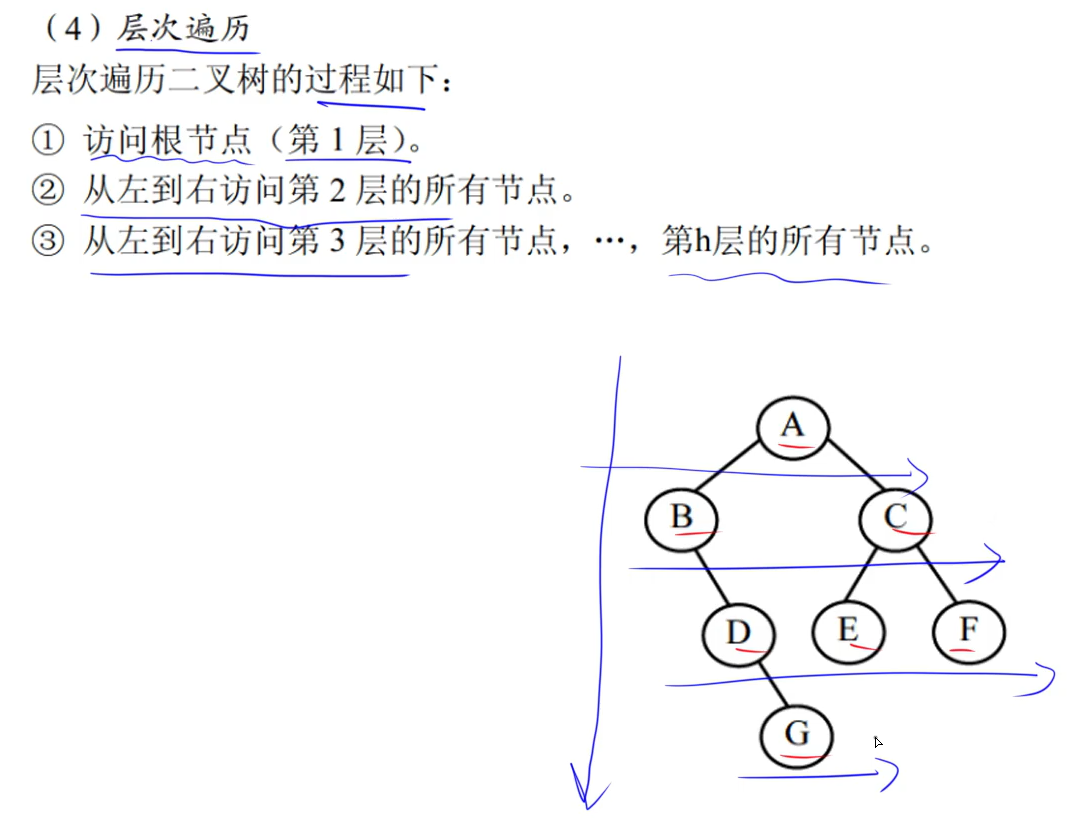 （4）层次遍历
层次遍历二叉树的过程如下：
① 访问根节点（第 1 层）。
② 从左到右访问第 2 层的所有节点。
③ 从左到右访问第 3 层的所有节点，…，第h层的所有节点。
A
B C
D E F
G